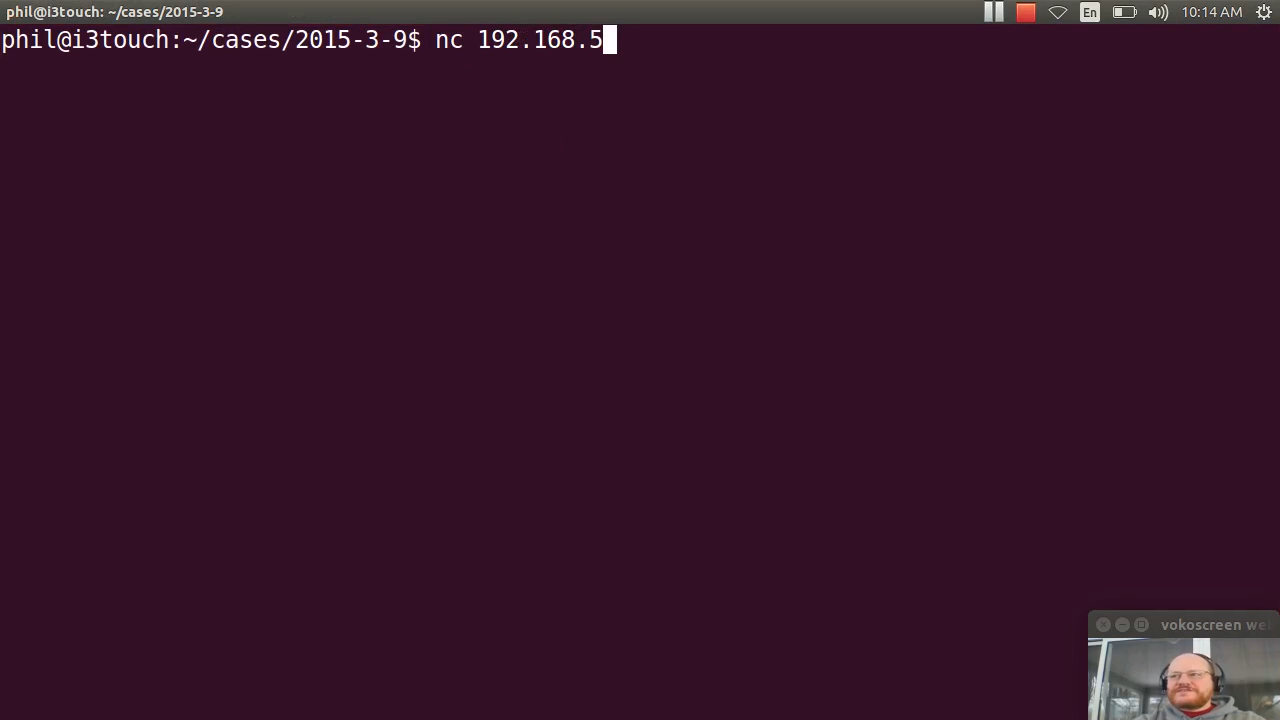 phil@i3touch: ~/cases/2015-3-9
En
10:14 AM
phil@i3touch:~/cases/2015-3-9$ nc 192.168.5
vokoscreen we